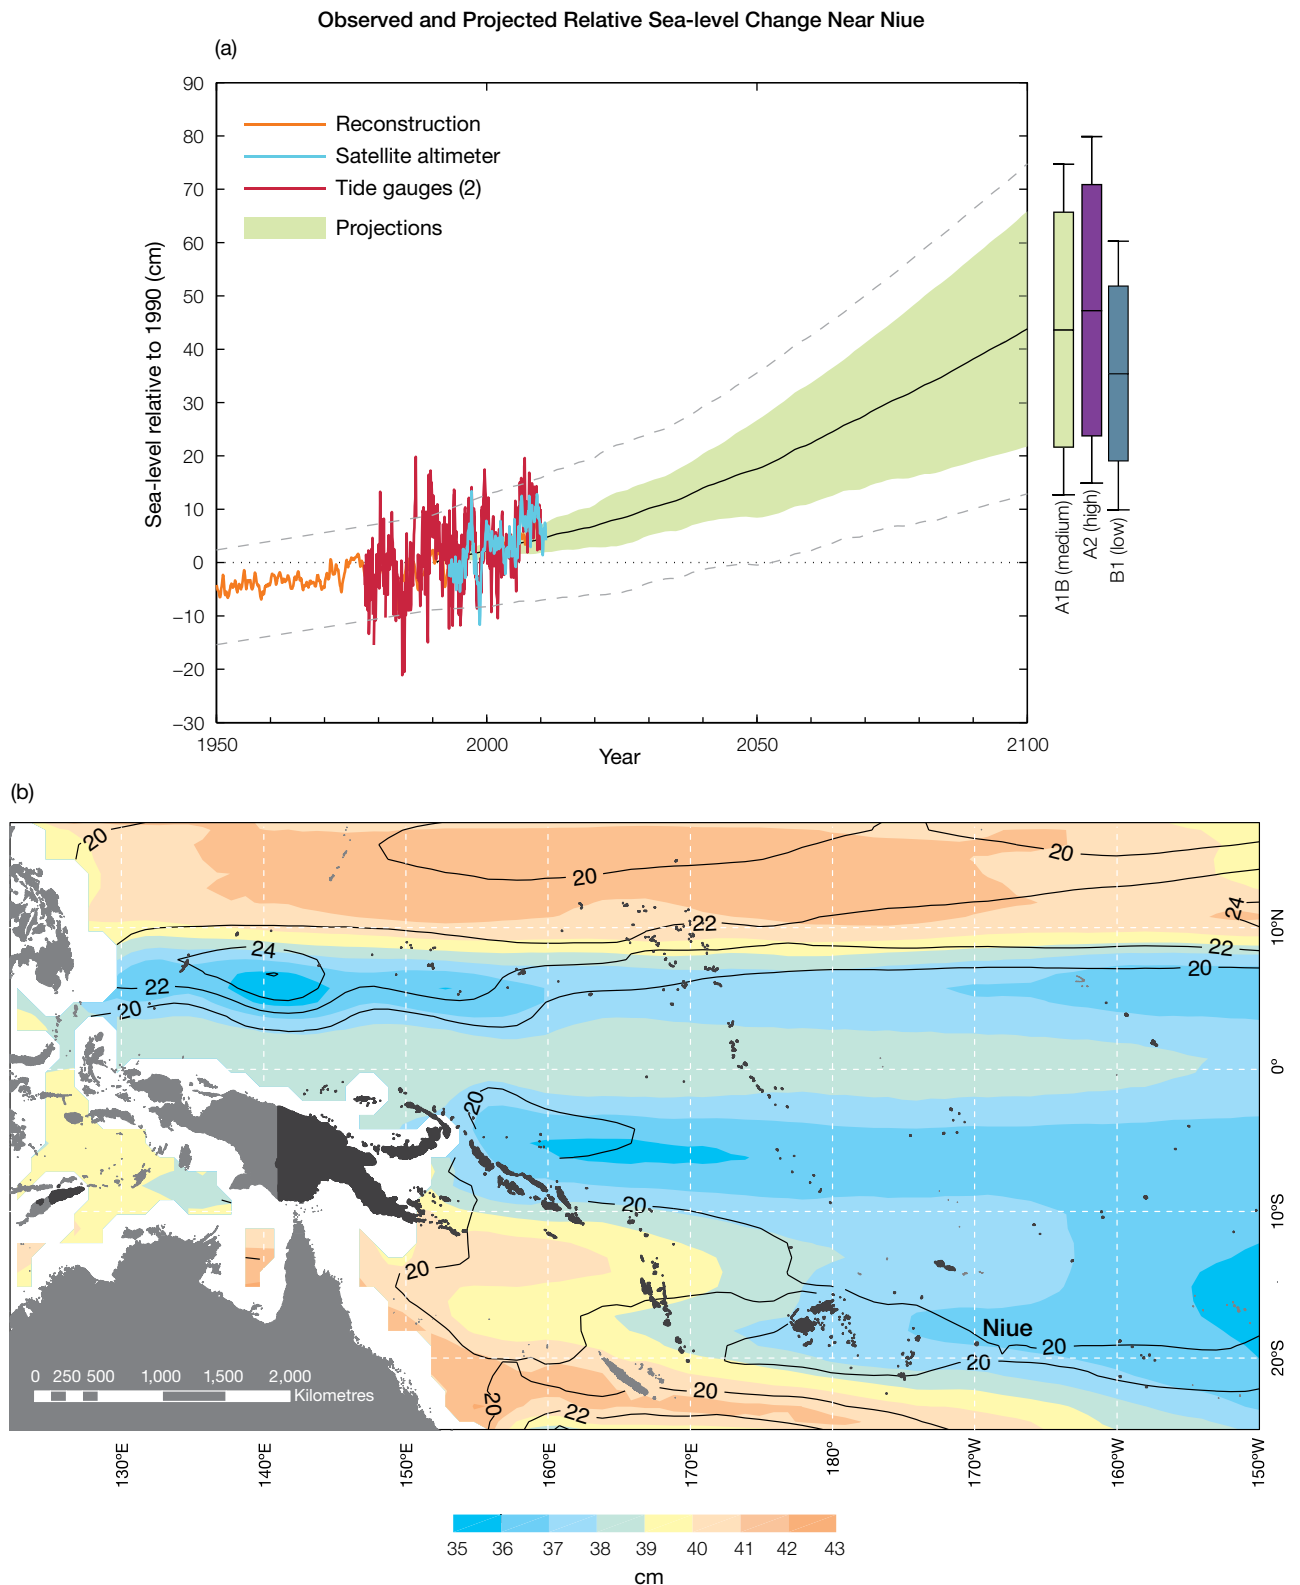 Observed and Projected Relative Sea-level Change Near Niue
(a)
90
80
70
60
50
40
30
20
10
0
−10
−20
−30
Sea-level relative to 1990 (cm)
Reconstruction
Satellite altimeter
Tide gauges (2)
Projections
1950
2000
2050
2100
Year
A1B (medium)
A2 (high)
B1 (low)
(b)
20
20
20
24
22
22
20
24
22
20
20
20
20
Niue
20
20
20
20
22
0 250 500 1,000 1,500 2,000
Kilometres
10°N
0°
10°S
20°S
130°E
140°E
150°E
160°E
170°E
180°
170°W
160°W
150°W
35 36 37 38 39 40 41 42 43
cm